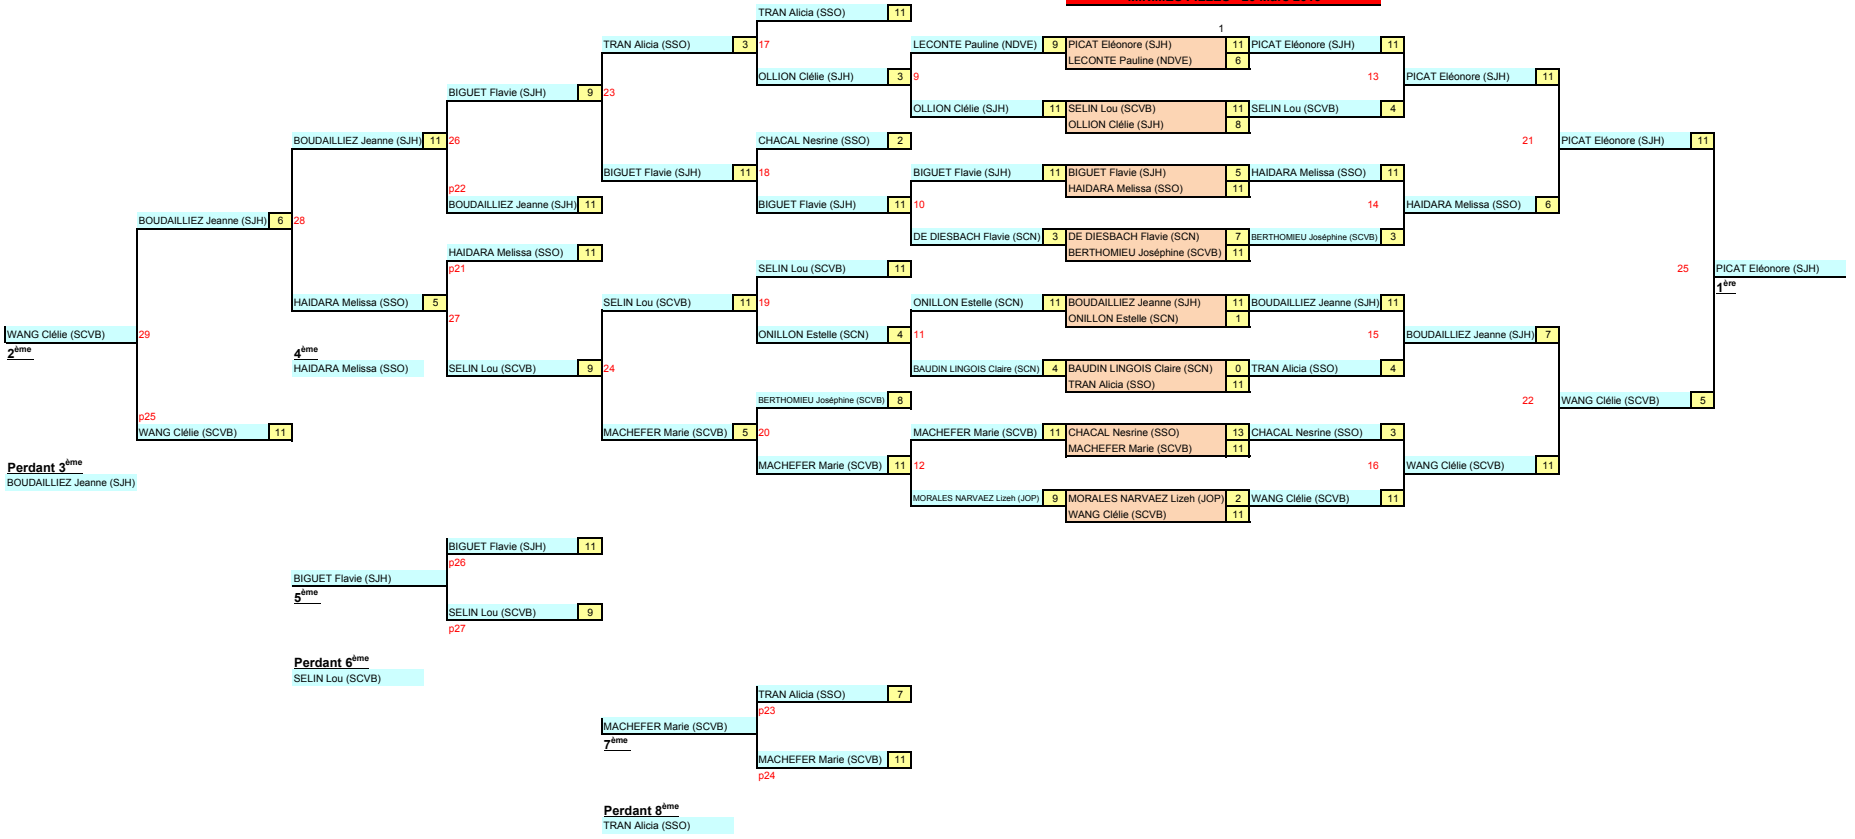 TRAN Alicia (SSO) 11
1
TRAN Alicia (SSO) 3 17 LECONTE Pauline (NDVE) 9 PICAT Eléonore (SJH) 11 PICAT Eléonore (SJH) 11
LECONTE Pauline (NDVE) 6
OLLION Clélie (SJH) 3 9 13 PICAT Eléonore (SJH) 11
BIGUET Flavie (SJH) 9 23
OLLION Clélie (SJH) 11 SELIN Lou (SCVB) 11 SELIN Lou (SCVB) 4
OLLION Clélie (SJH) 8
BOUDAILLIEZ Jeanne (SJH) 11 26 CHACAL Nesrine (SSO) 2 21 PICAT Eléonore (SJH) 11
BIGUET Flavie (SJH) 11 18 BIGUET Flavie (SJH) 11 BIGUET Flavie (SJH) 5 HAIDARA Melissa (SSO) 11
p22 HAIDARA Melissa (SSO) 11
BOUDAILLIEZ Jeanne (SJH) 11 BIGUET Flavie (SJH) 11 10 14 HAIDARA Melissa (SSO) 6
BOUDAILLIEZ Jeanne (SJH) 6 28
DE DIESBACH Flavie (SCN) 3 DE DIESBACH Flavie (SCN) 7 BERTHOMIEU Joséphine (SCVB) 3
HAIDARA Melissa (SSO) 11 BERTHOMIEU Joséphine (SCVB) 11
p21 SELIN Lou (SCVB) 11 25 PICAT Eléonore (SJH)
1ère
HAIDARA Melissa (SSO) 5 SELIN Lou (SCVB) 11 19 ONILLON Estelle (SCN) 11 BOUDAILLIEZ Jeanne (SJH) 11 BOUDAILLIEZ Jeanne (SJH) 11
27 ONILLON Estelle (SCN) 1
WANG Clélie (SCVB) 29 ONILLON Estelle (SCN) 4 11 15 BOUDAILLIEZ Jeanne (SJH) 7
2ème 4ème
HAIDARA Melissa (SSO) SELIN Lou (SCVB) 9 24 BAUDIN LINGOIS Claire (SCN) 4 BAUDIN LINGOIS Claire (SCN) 0 TRAN Alicia (SSO) 4
TRAN Alicia (SSO) 11
BERTHOMIEU Joséphine (SCVB) 8 22 WANG Clélie (SCVB) 5
p25
WANG Clélie (SCVB) 11 MACHEFER Marie (SCVB) 5 20 MACHEFER Marie (SCVB) 11 CHACAL Nesrine (SSO) 13 CHACAL Nesrine (SSO) 3
MACHEFER Marie (SCVB) 11
Perdant 3ème MACHEFER Marie (SCVB) 11 12 16 WANG Clélie (SCVB) 11
BOUDAILLIEZ Jeanne (SJH)
MORALES NARVAEZ Lizeh (JOP) 9 MORALES NARVAEZ Lizeh (JOP) 2 WANG Clélie (SCVB) 11
WANG Clélie (SCVB) 11
BIGUET Flavie (SJH) 11
p26
BIGUET Flavie (SJH)
5ème
SELIN Lou (SCVB) 9
p27
Perdant 6ème
SELIN Lou (SCVB)
TRAN Alicia (SSO) 7
p23
MACHEFER Marie (SCVB)
7ème
MACHEFER Marie (SCVB) 11
p24
Perdant 8ème
TRAN Alicia (SSO)